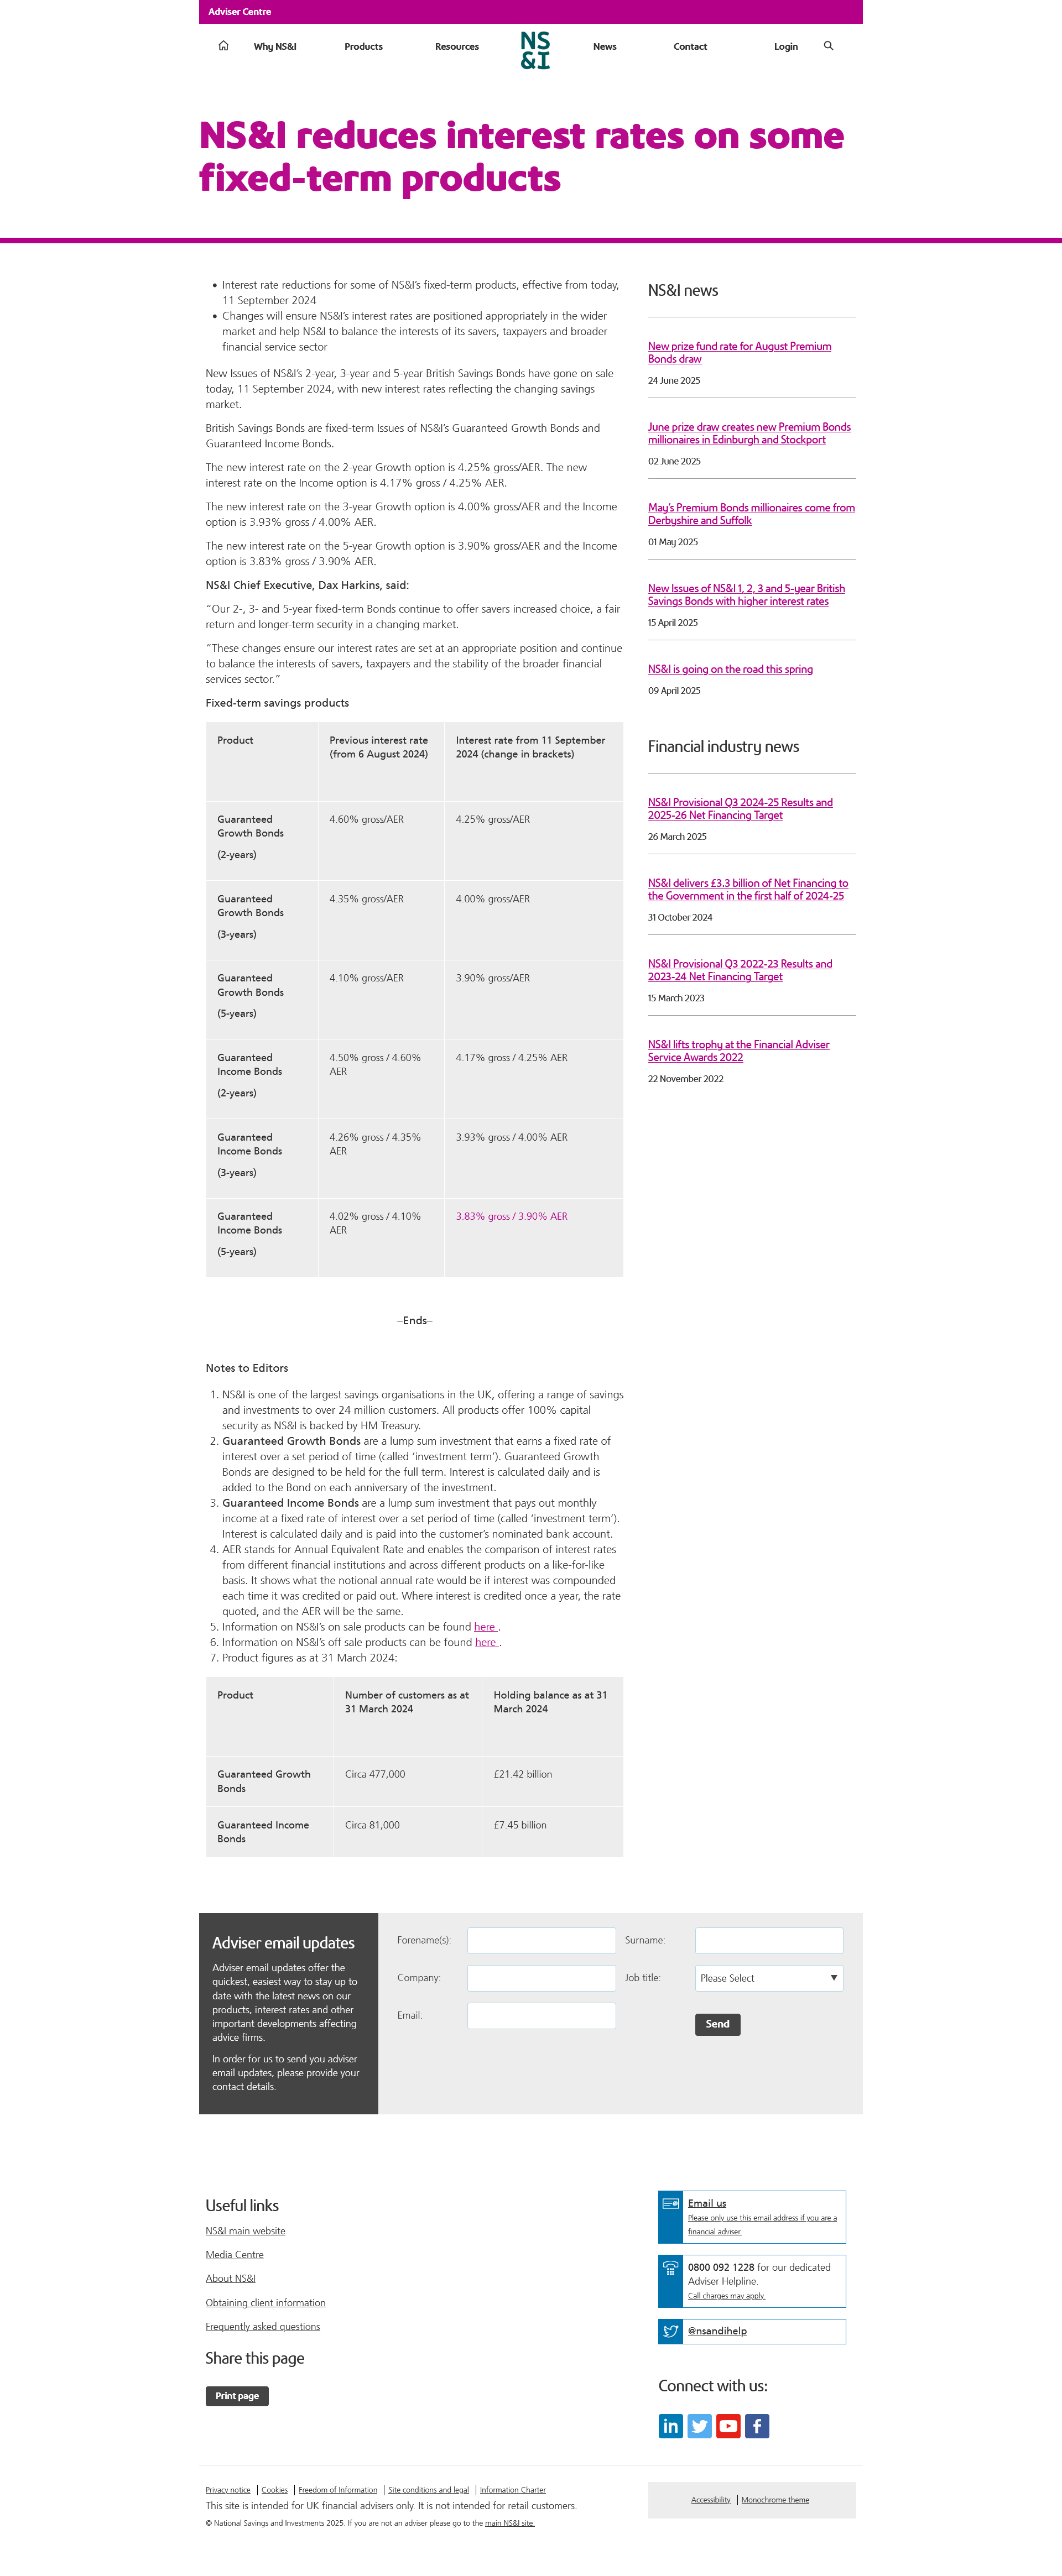 Adviser Centre
Why NS&I
Products
Resources
NS
&I
News
Contact
Login
NS&I reduces interest rates on some
fixed-term products
• Interest rate reductions for some of NS&I’s fixed-term products, effective from today,
11 September 2024
• Changes will ensure NS&I’s interest rates are positioned appropriately in the wider
market and help NS&I to balance the interests of its savers, taxpayers and broader
financial service sector
New Issues of NS&I’s 2-year, 3-year and 5-year British Savings Bonds have gone on sale
today, 11 September 2024, with new interest rates reflecting the changing savings
market.
British Savings Bonds are fixed-term Issues of NS&I’s Guaranteed Growth Bonds and
Guaranteed Income Bonds.
The new interest rate on the 2-year Growth option is 4.25% gross/AER. The new
interest rate on the Income option is 4.17% gross / 4.25% AER.
The new interest rate on the 3-year Growth option is 4.00% gross/AER and the Income
option is 3.93% gross / 4.00% AER.
The new interest rate on the 5-year Growth option is 3.90% gross/AER and the Income
option is 3.83% gross / 3.90% AER.
NS&I Chief Executive, Dax Harkins, said:
“Our 2-, 3- and 5-year fixed-term Bonds continue to offer savers increased choice, a fair
return and longer-term security in a changing market.
“These changes ensure our interest rates are set at an appropriate position and continue
to balance the interests of savers, taxpayers and the stability of the broader financial
services sector.”
Fixed-term savings products
Product
Previous interest rate
(from 6 August 2024)
Interest rate from 11 September
2024 (change in brackets)
Guaranteed
Growth Bonds
(2-years)
4.60% gross/AER
4.25% gross/AER
Guaranteed
Growth Bonds
(3-years)
4.35% gross/AER
4.00% gross/AER
Guaranteed
Growth Bonds
(5-years)
4.10% gross/AER
3.90% gross/AER
Guaranteed
Income Bonds
(2-years)
4.50% gross / 4.60%
AER
4.17% gross / 4.25% AER
Guaranteed
Income Bonds
(3-years)
4.26% gross / 4.35%
AER
3.93% gross / 4.00% AER
Guaranteed
Income Bonds
(5-years)
4.02% gross / 4.10%
AER
3.83% gross / 3.90% AER
–Ends–
Notes to Editors
1. NS&I is one of the largest savings organisations in the UK, offering a range of savings
and investments to over 24 million customers. All products offer 100% capital
security as NS&I is backed by HM Treasury.
2. Guaranteed Growth Bonds are a lump sum investment that earns a fixed rate of
interest over a set period of time (called ‘investment term’). Guaranteed Growth
Bonds are designed to be held for the full term. Interest is calculated daily and is
added to the Bond on each anniversary of the investment.
3. Guaranteed Income Bonds are a lump sum investment that pays out monthly
income at a fixed rate of interest over a set period of time (called ‘investment term’).
Interest is calculated daily and is paid into the customer’s nominated bank account.
4. AER stands for Annual Equivalent Rate and enables the comparison of interest rates
from different financial institutions and across different products on a like-for-like
basis. It shows what the notional annual rate would be if interest was compounded
each time it was credited or paid out. Where interest is credited once a year, the rate
quoted, and the AER will be the same.
5. Information on NS&I’s on sale products can be found here .
6. Information on NS&I’s off sale products can be found here .
7. Product figures as at 31 March 2024:
Product
Number of customers as at
31 March 2024
Holding balance as at 31
March 2024
Guaranteed Growth
Bonds
Circa 477,000
£21.42 billion
Guaranteed Income
Bonds
Circa 81,000
£7.45 billion
NS&I news
New prize fund rate for August Premium
Bonds draw
24 June 2025
June prize draw creates new Premium Bonds
millionaires in Edinburgh and Stockport
02 June 2025
May’s Premium Bonds millionaires come from
Derbyshire and Suffolk
01 May 2025
New Issues of NS&I 1, 2, 3 and 5-year British
Savings Bonds with higher interest rates
15 April 2025
NS&I is going on the road this spring
09 April 2025
Financial industry news
NS&I Provisional Q3 2024-25 Results and
2025-26 Net Financing Target
26 March 2025
NS&I delivers £3.3 billion of Net Financing to
the Government in the first half of 2024-25
31 October 2024
NS&I Provisional Q3 2022-23 Results and
2023-24 Net Financing Target
15 March 2023
NS&I lifts trophy at the Financial Adviser
Service Awards 2022
22 November 2022
Adviser email updates
Adviser email updates offer the
quickest, easiest way to stay up to
date with the latest news on our
products, interest rates and other
important developments affecting
advice firms.
In order for us to send you adviser
email updates, please provide your
contact details.
Forename(s):
Surname:
Company:
Job title:
Please Select
Email:
Send
Useful links
NS&I main website
Media Centre
About NS&I
Obtaining client information
Frequently asked questions
Share this page
Print page
Email us
Please only use this email address if you are a
financial adviser.
0800 092 1228 for our dedicated
Adviser Helpline.
Call charges may apply.
@nsandihelp
Connect with us:
Privacy notice
Cookies
Freedom of Information
Site conditions and legal
Information Charter
This site is intended for UK financial advisers only. It is not intended for retail customers.
© National Savings and Investments 2025. If you are not an adviser please go to the main NS&I site.
Accessibility
Monochrome theme